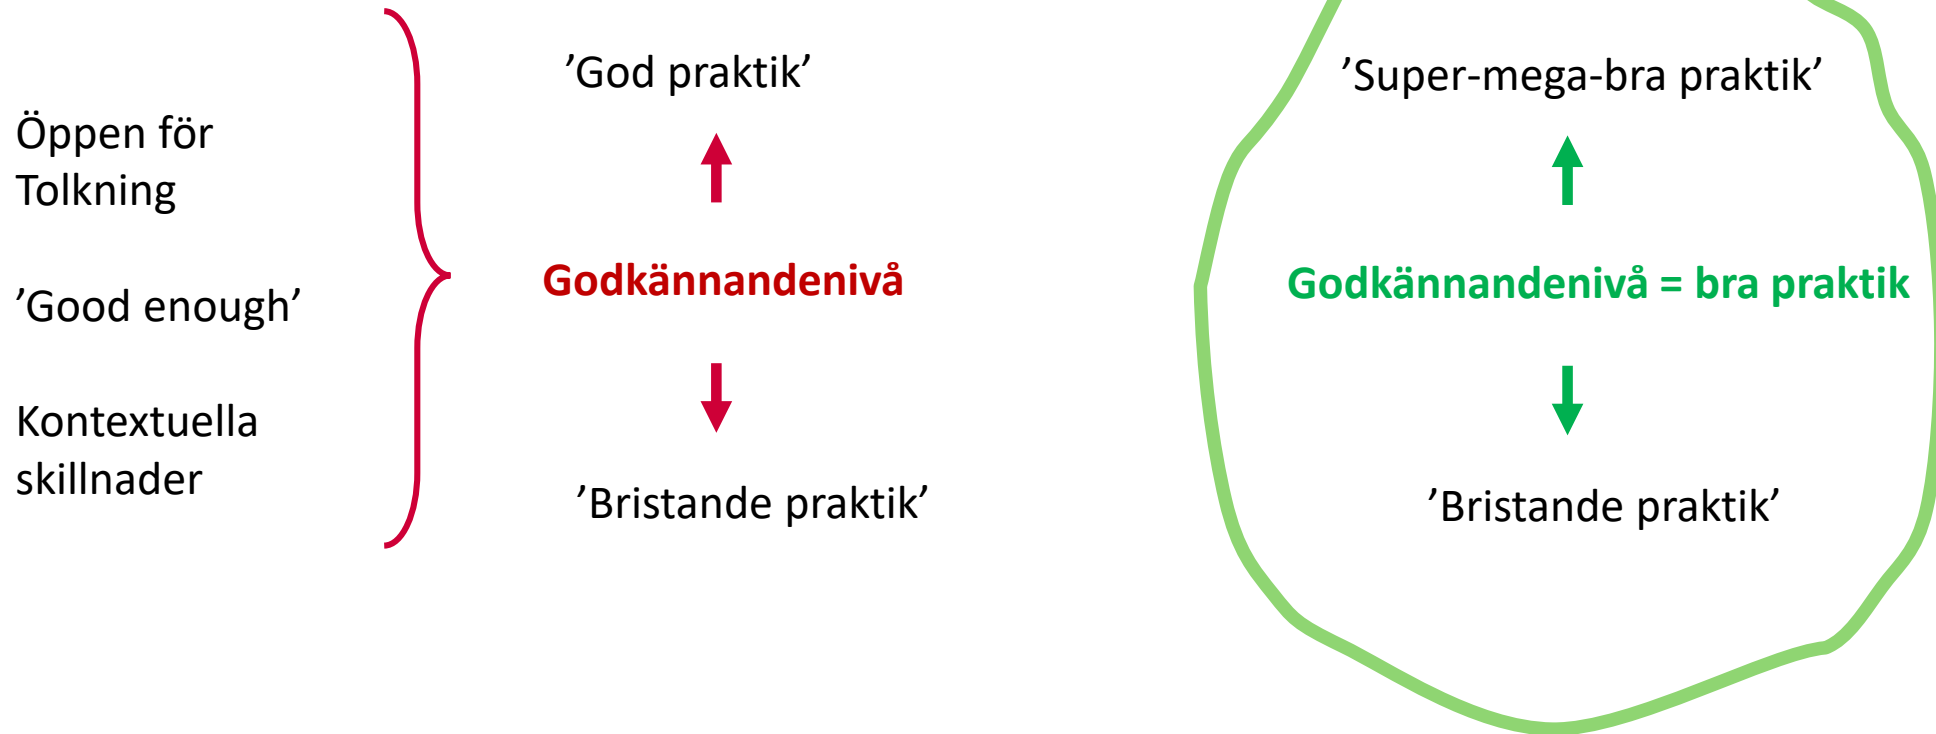 Öppen för
Tolkning
’Good enough’
Kontextuella
skillnader
’God praktik’
Godkännandenivå
’Bristande praktik’
’Super-mega-bra praktik’
Godkännandenivå = bra praktik
’Bristande praktik’